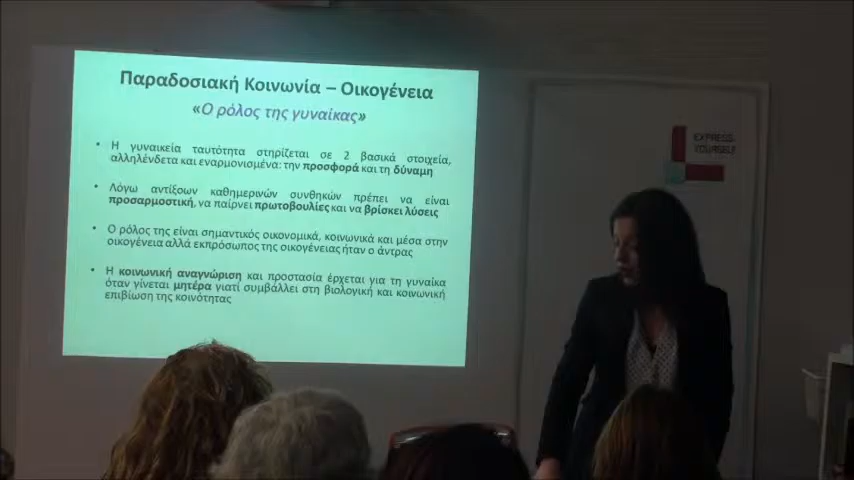 Παραδοσιακή Κοινωνία – Οικογένεια
«Ο ρόλος της γυναίκας»
• Η γυναικεία ταυτότητα στηρίζεται σε 2 βασικά στοιχεία,
αλληλένδετα και εναρμονισμένα: την προσφορά και τη δύναμη
• Λόγω αντίξοων καθημερινών συνθηκών πρέπει να είναι
προσαρμοστική, να παίρνει πρωτοβουλίες και να βρίσκει λύσεις
• Ο ρόλος της είναι σημαντικός οικονομικά, κοινωνικά και μέσα στην
οικογένεια αλλά εκπρόσωπος της οικογένειας ήταν ο άντρας
• Η κοινωνική αναγνώριση και προστασία έρχεται για τη γυναίκα
όταν γίνεται μητέρα γιατί συμβάλλει στη βιολογική και κοινωνική
επιβίωση της κοινότητας
EXPRESS-
YOURSELF